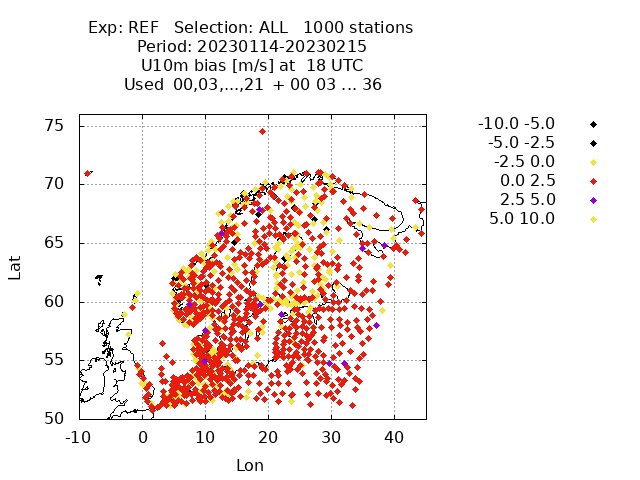 Exp: REF   Selection: ALL   1000 stations
Period: 20230114-20230215
U10m bias [m/s] at  18 UTC
Used  00,03,...,21  + 00 03 ... 36
-10.0 -5.0
-5.0 -2.5
-2.5 0.0
0.0 2.5
2.5 5.0
5.0 10.0
75
70
65
60
55
50
Lat
-10 0 10 20 30 40
Lon